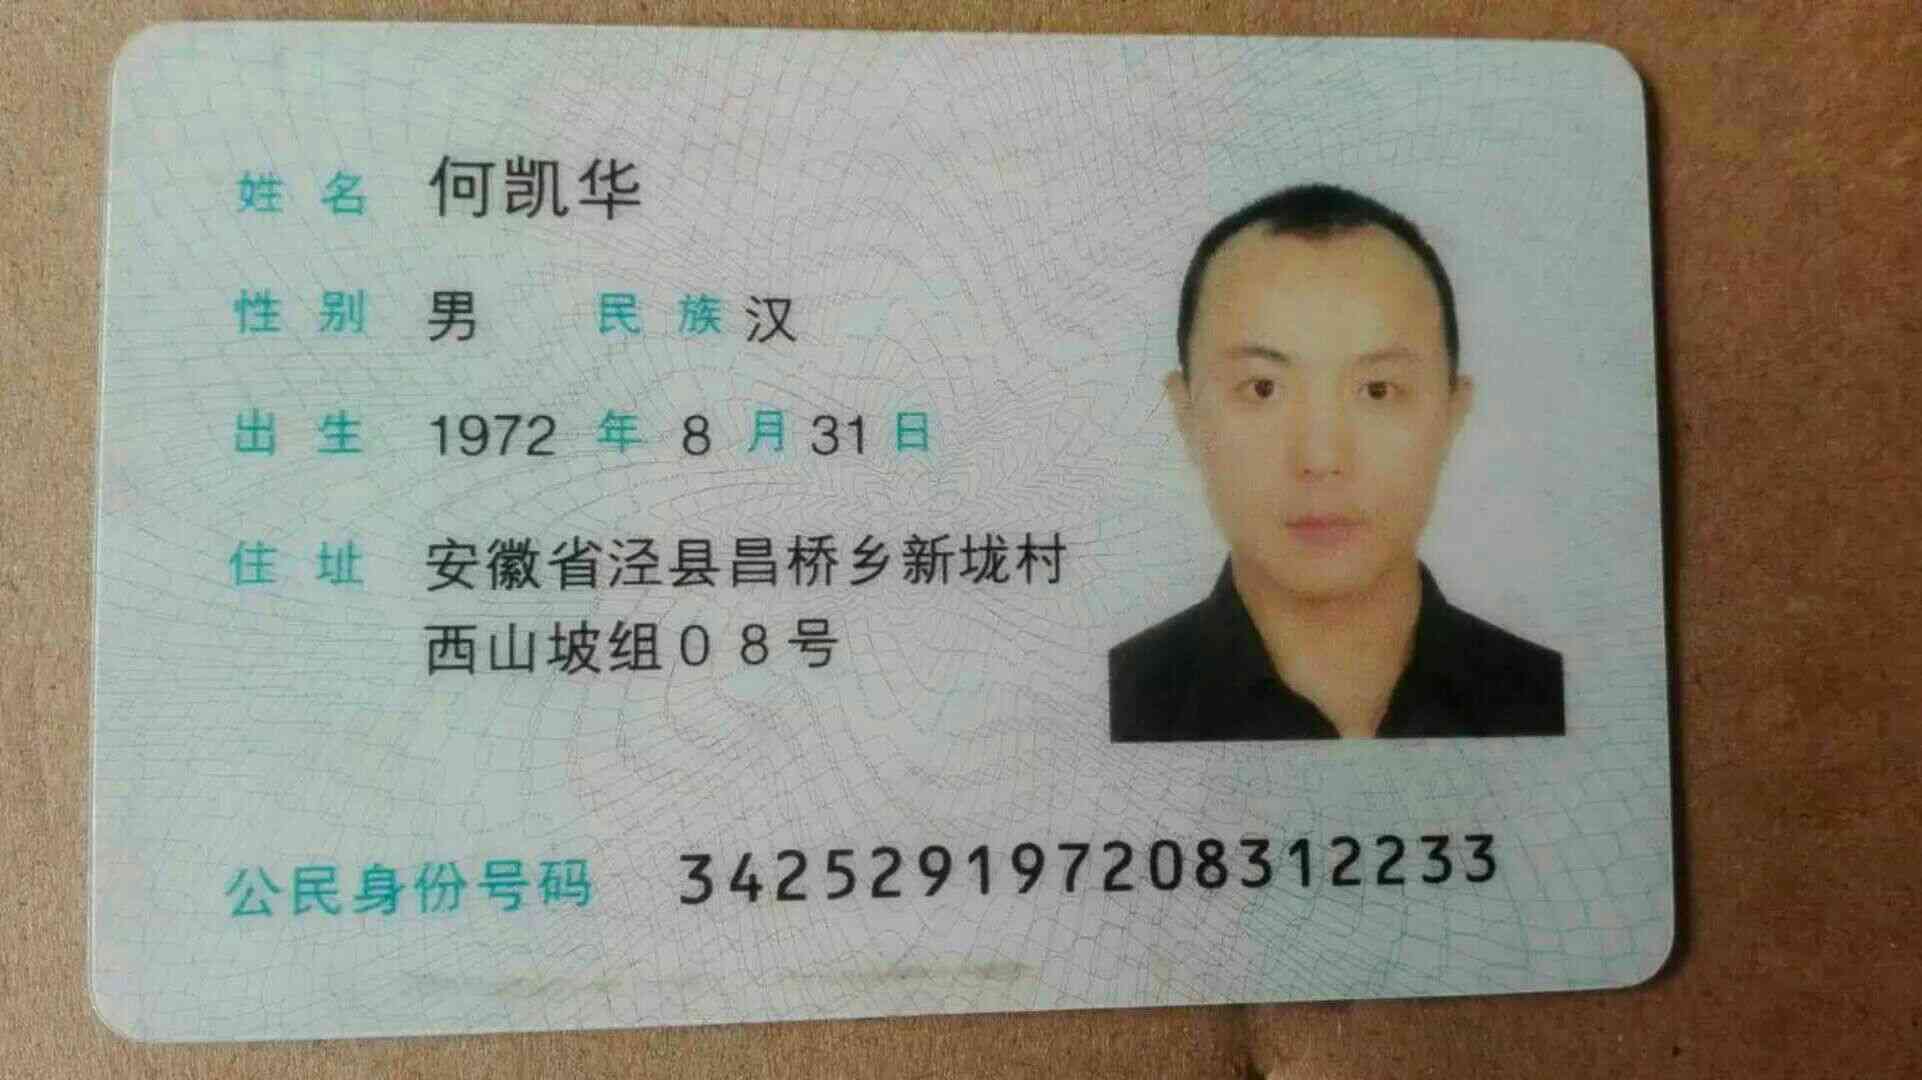 姓名 何凯华
性别 男 民族 汉
出生 1972 年 8 月 31 日
住址 安徽省泾县昌桥乡新垅村
西山坡组08号
公民身份号码 342529197208312233